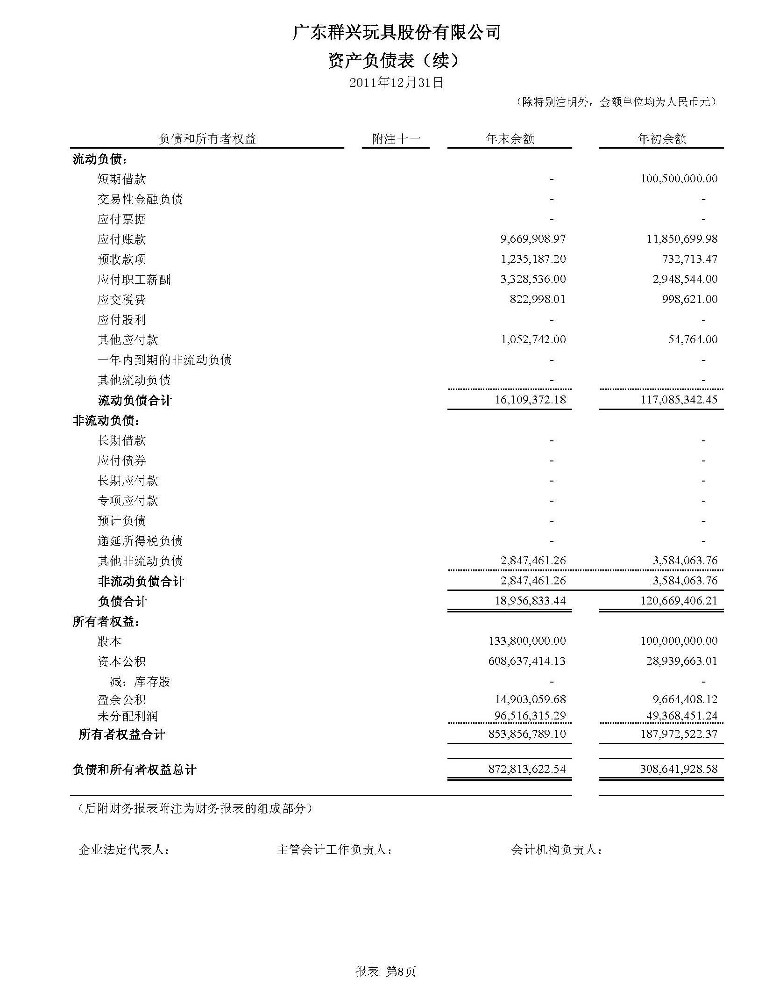 广东群兴玩具股份有限公司
资产负债表（续）
2011年12月31日
（除特别注明外，金额单位均为人民币元）
负债和所有者权益 附注十一 年末余额 年初余额
流动负债：
短期借款 - 100,500,000.00
交易性金融负债 - -
应付票据 - -
应付账款 9,669,908.97 11,850,699.98
预收款项 1,235,187.20 732,713.47
应付职工薪酬 3,328,536.00 2,948,544.00
应交税费 822,998.01 998,621.00
应付股利 - -
其他应付款 1,052,742.00 54,764.00
一年内到期的非流动负债 - -
其他流动负债 - -
流动负债合计 16,109,372.18 117,085,342.45
非流动负债：
长期借款 - -
应付债券 - -
长期应付款 - -
专项应付款 - -
预计负债 - -
递延所得税负债 - -
其他非流动负债 2,847,461.26 3,584,063.76
非流动负债合计 2,847,461.26 3,584,063.76
负债合计 18,956,833.44 120,669,406.21
所有者权益：
股本 133,800,000.00 100,000,000.00
资本公积 608,637,414.13 28,939,663.01
减：库存股 - -
盈余公积 14,903,059.68 9,664,408.12
未分配利润 96,516,315.29 49,368,451.24
所有者权益合计 853,856,789.10 187,972,522.37
负债和所有者权益总计 872,813,622.54 308,641,928.58
（后附财务报表附注为财务报表的组成部分）
企业法定代表人： 主管会计工作负责人： 会计机构负责人：
报表 第8页